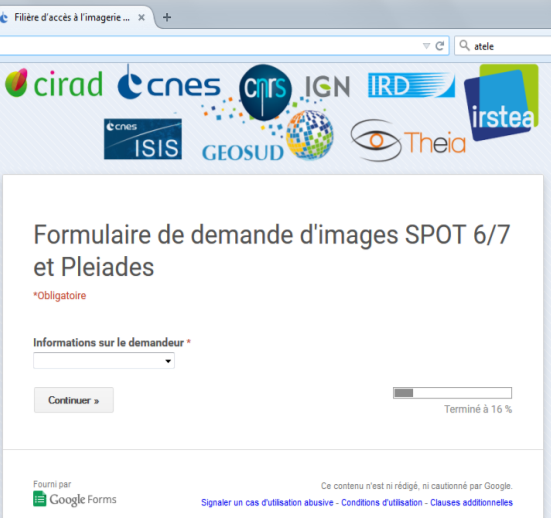 Filière d'accès à l'imagerie ... × +
atele
cirad cnes cnrs IGN IRD irstea
cnes ISIS GEOSUD Theia
Formulaire de demande d'images SPOT 6/7
et Pleiades
*Obligatoire
Informations sur le demandeur *
Continuer »
Terminé à 16 %
Fourni par
Google Forms
Ce contenu n'est ni rédigé, ni cautionné par Google.
Signaler un cas d'utilisation abusive - Conditions d'utilisation - Clauses additionnelles